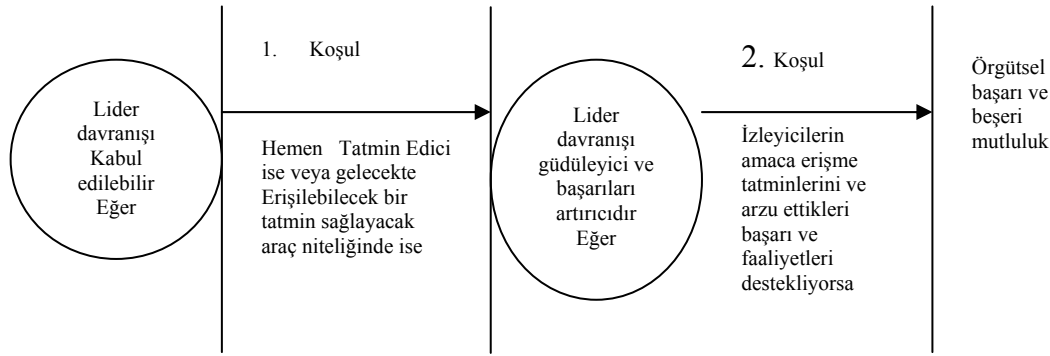 Lider
davranışı
Kabul
edilebilir
Eğer
1. Koşul
Hemen Tatmin Edici
ise veya gelecekte
Erişilebilecek bir
tatmin sağlayacak
araç niteliğinde ise
Lider
davranışı
güdüleyici ve
başarıları
artırıcıdır
Eğer
2. Koşul
İzleyicilerin
amaca erişme
tatminlerini ve
arzu ettikleri
başarı ve
faaliyetleri
destekliyorsa
Örgütsel
başarı ve
beşeri
mutluluk